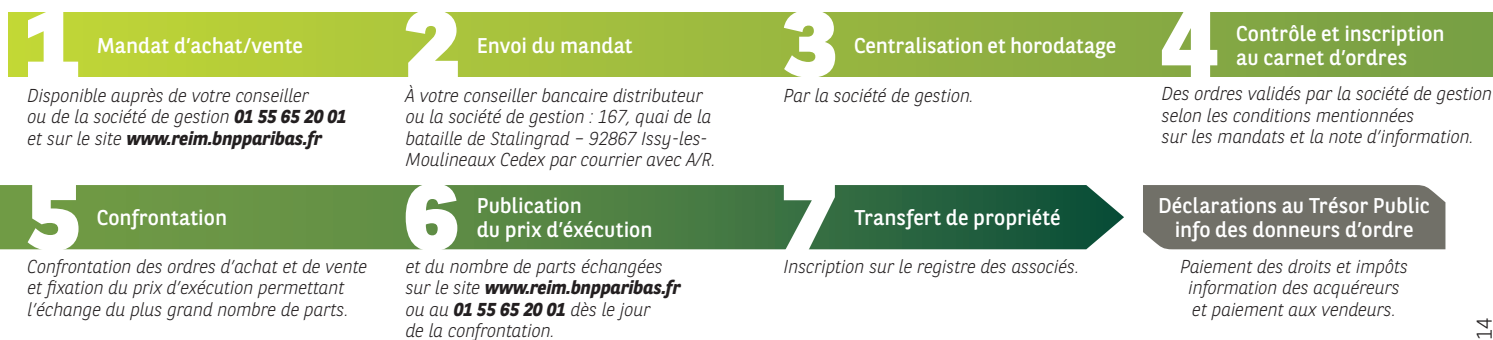 1 Mandat d'achat/vente
Disponible auprès de votre conseiller
ou de la société de gestion 01 55 65 20 01
et sur le site www.reim.bnpparibas.fr
2 Envoi du mandat
À votre conseiller bancaire distributeur
ou la société de gestion : 167, quai de la
bataille de Stalingrad – 92867 Issy-les-
Moulineaux Cedex par courrier avec A/R.
3 Centralisation et horodatage
Par la société de gestion.
4 Contrôle et inscription
au carnet d'ordres
Des ordres validés par la société de gestion
selon les conditions mentionnées
sur les mandats et la note d'information.
5 Confrontation
Confrontation des ordres d'achat et de vente
et fixation du prix d'exécution permettant
l'échange du plus grand nombre de parts.
6 Publication
du prix d'éxécution
et du nombre de parts échangées
sur le site www.reim.bnpparibas.fr
ou au 01 55 65 20 01 dès le jour
de la confrontation.
7 Transfert de propriété
Inscription sur le registre des associés.
Déclarations au Trésor Public
info des donneurs d'ordre
Paiement des droits et impôts
information des acquéreurs
et paiement aux vendeurs.
14